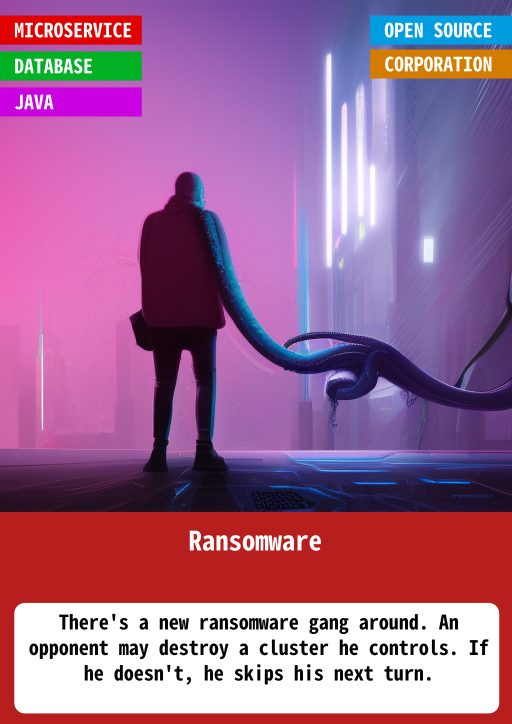 MICROSERVICE
DATABASE
JAVA
OPEN SOURCE
CORPORATION
Ransomware
There's a new ransomware gang around. An
opponent may destroy a cluster he controls. If
he doesn't, he skips his next turn.